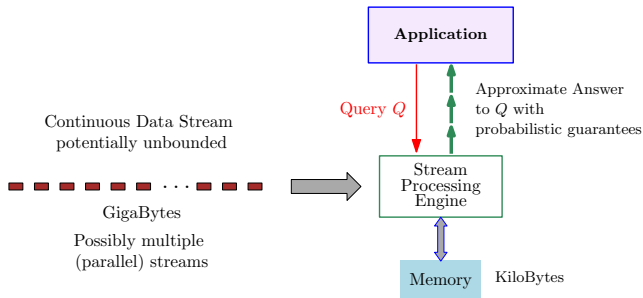 Application
Query Q
Approximate Answer
to Q with
probabilistic guarantees
Continuous Data Stream
potentially unbounded
...
GigaBytes
Possibly multiple
(parallel) streams
Stream
Processing
Engine
Memory
KiloBytes